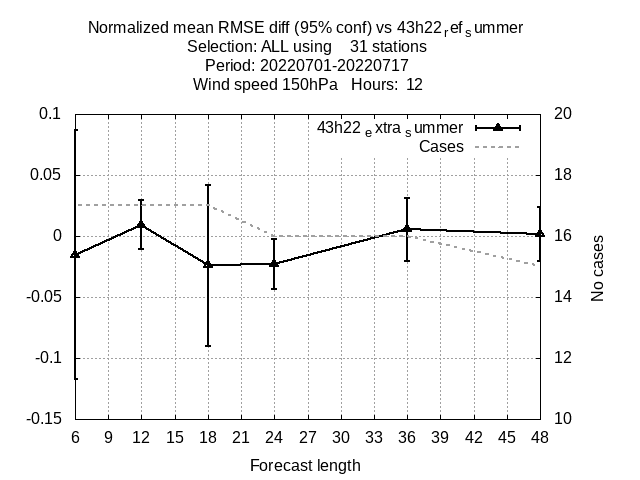 Normalized mean RMSE diff (95% conf) vs 43h22refsummer
Selection: ALL using 31 stations
Period: 20220701-20220717
Wind speed 150hPa Hours: 12
43h22extrasummer
Cases
0.1
0.05
0
-0.05
-0.1
-0.15
20
18
16
14
12
10
No cases
6 9 12 15 18 21 24 27 30 33 36 39 42 45 48
Forecast length